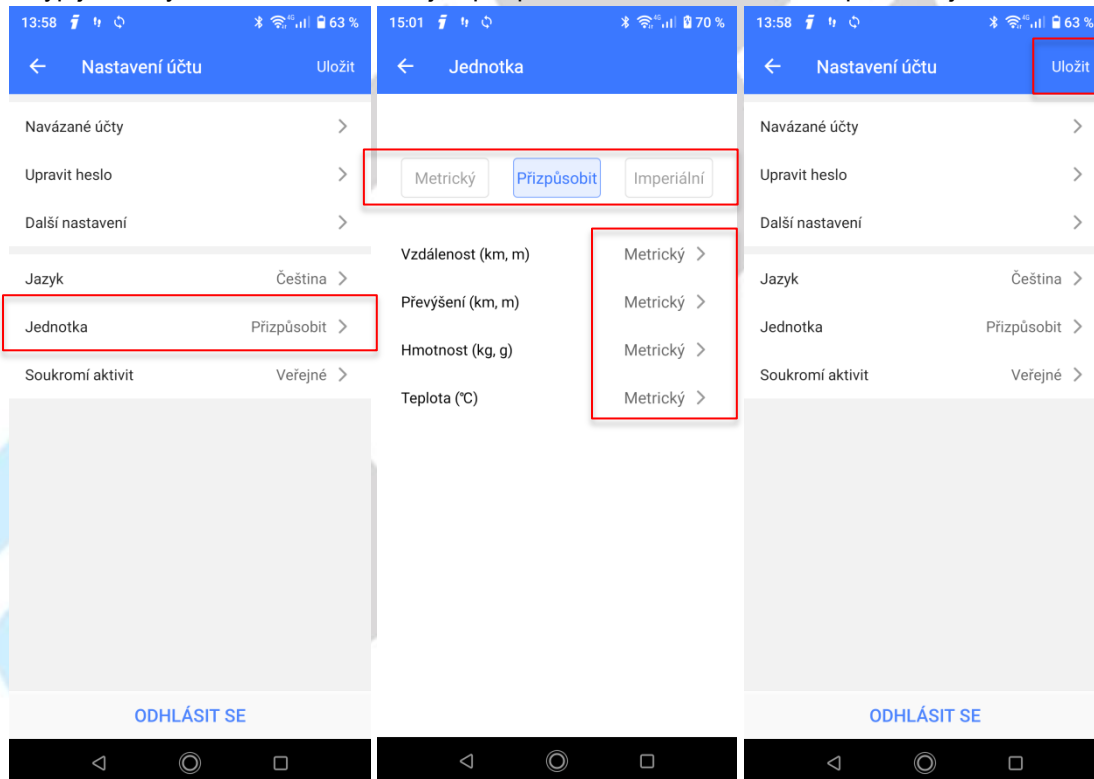 13:58 4G 63 %
Nastavení účtu Uložit
Navázané účty
Upravit heslo
Další nastavení
Jazyk Čeština
Jednotka Přizpůsobit
Soukromí aktivit Veřejné
ODHLÁSIT SE
15:01 4G 70 %
Jednotka
Metrický Přizpůsobit Imperiální
Vzdálenost (km, m) Metrický
Převýšení (km, m) Metrický
Hmotnost (kg, g) Metrický
Teplota (℃) Metrický
13:58 4G 63 %
Nastavení účtu Uložit
Navázané účty
Upravit heslo
Další nastavení
Jazyk Čeština
Jednotka Přizpůsobit
Soukromí aktivit Veřejné
ODHLÁSIT SE